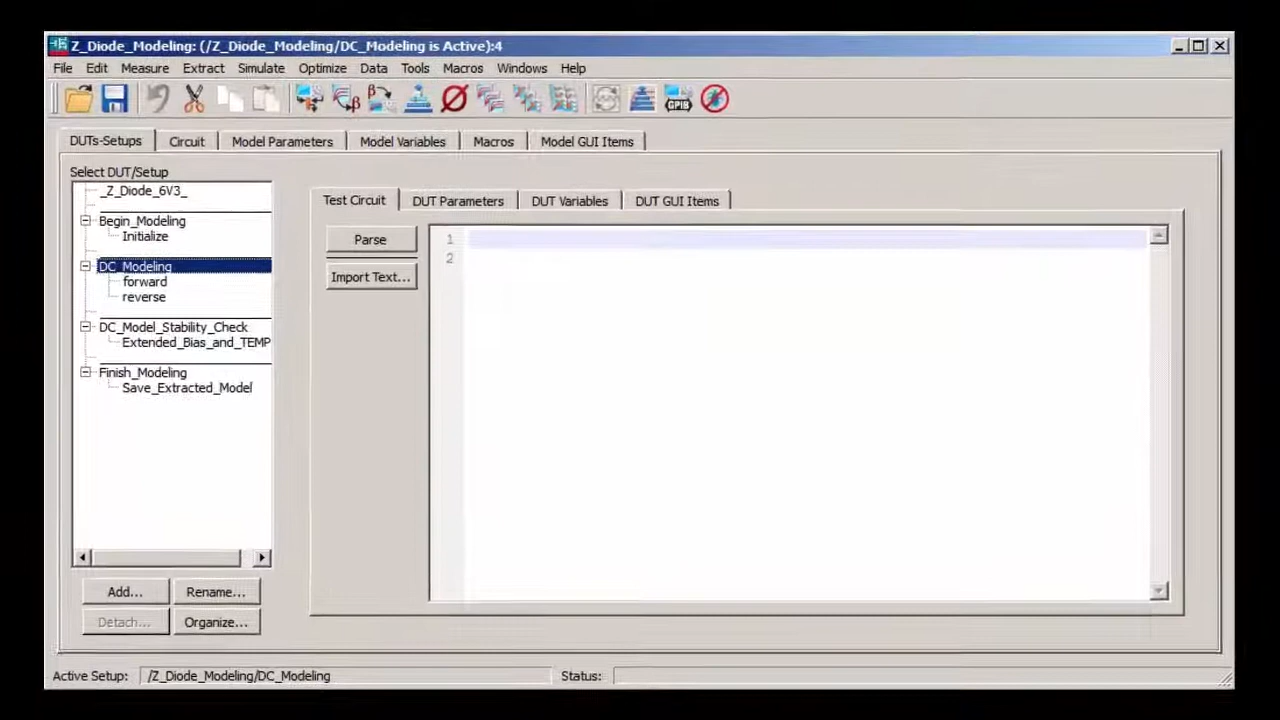 Z_Diode_Modeling: (/Z_Diode_Modeling/DC_Modeling is Active):4
File Edit Measure Extract Simulate Optimize Data Tools Macros Windows Help
β β GPIB
DUTs-Setups Circuit Model Parameters Model Variables Macros Model GUI Items
Select DUT/Setup
_Z_Diode_6V3_
Begin_Modeling
Initialize
DC_Modeling
forward
reverse
DC_Model_Stability_Check
Extended_Bias_and_TEMP
Finish_Modeling
Save_Extracted_Model
Add... Rename...
Detach... Organize...
Test Circuit DUT Parameters DUT Variables DUT GUI Items
Parse
Import Text...
1
2
Active Setup: /Z_Diode_Modeling/DC_Modeling Status: